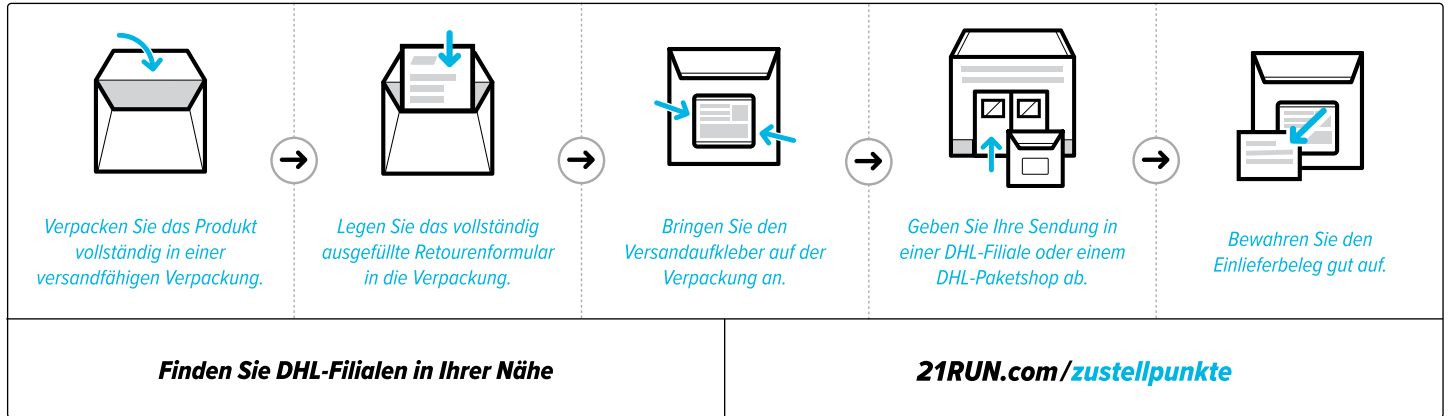 Verpacken Sie das Produkt
vollständig in einer
versandfähigen Verpackung.
Legen Sie das vollständig
ausgefüllte Retourenformular
in die Verpackung.
Bringen Sie den
Versandaufkleber auf der
Verpackung an.
Geben Sie Ihre Sendung in
einer DHL-Filiale oder einem
DHL-Paketshop ab.
Bewahren Sie den
Einlieferbeleg gut auf.
Finden Sie DHL-Filialen in Ihrer Nähe
21RUN.com/zustellpunkte